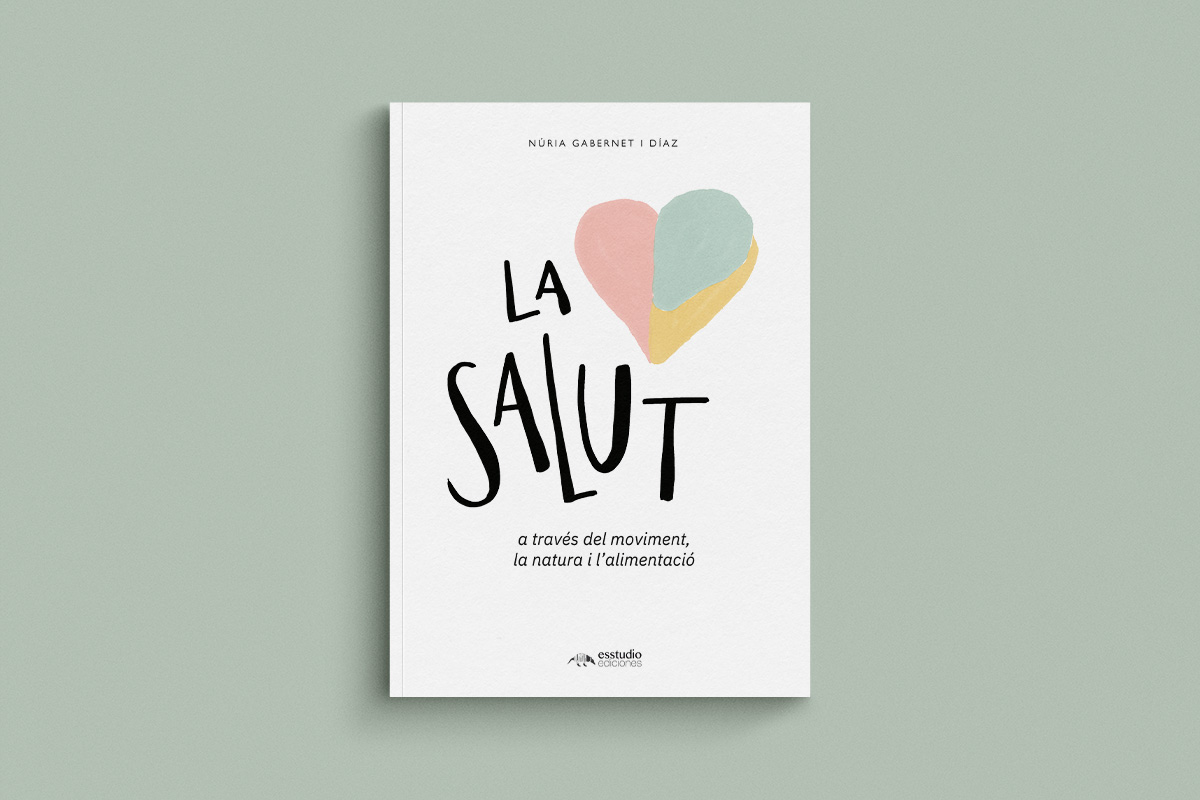 NÚRIA GABERNET I DÍAZ
LA
SALUT
a través del moviment,
la natura i l'alimentació
esstudio
ediciones